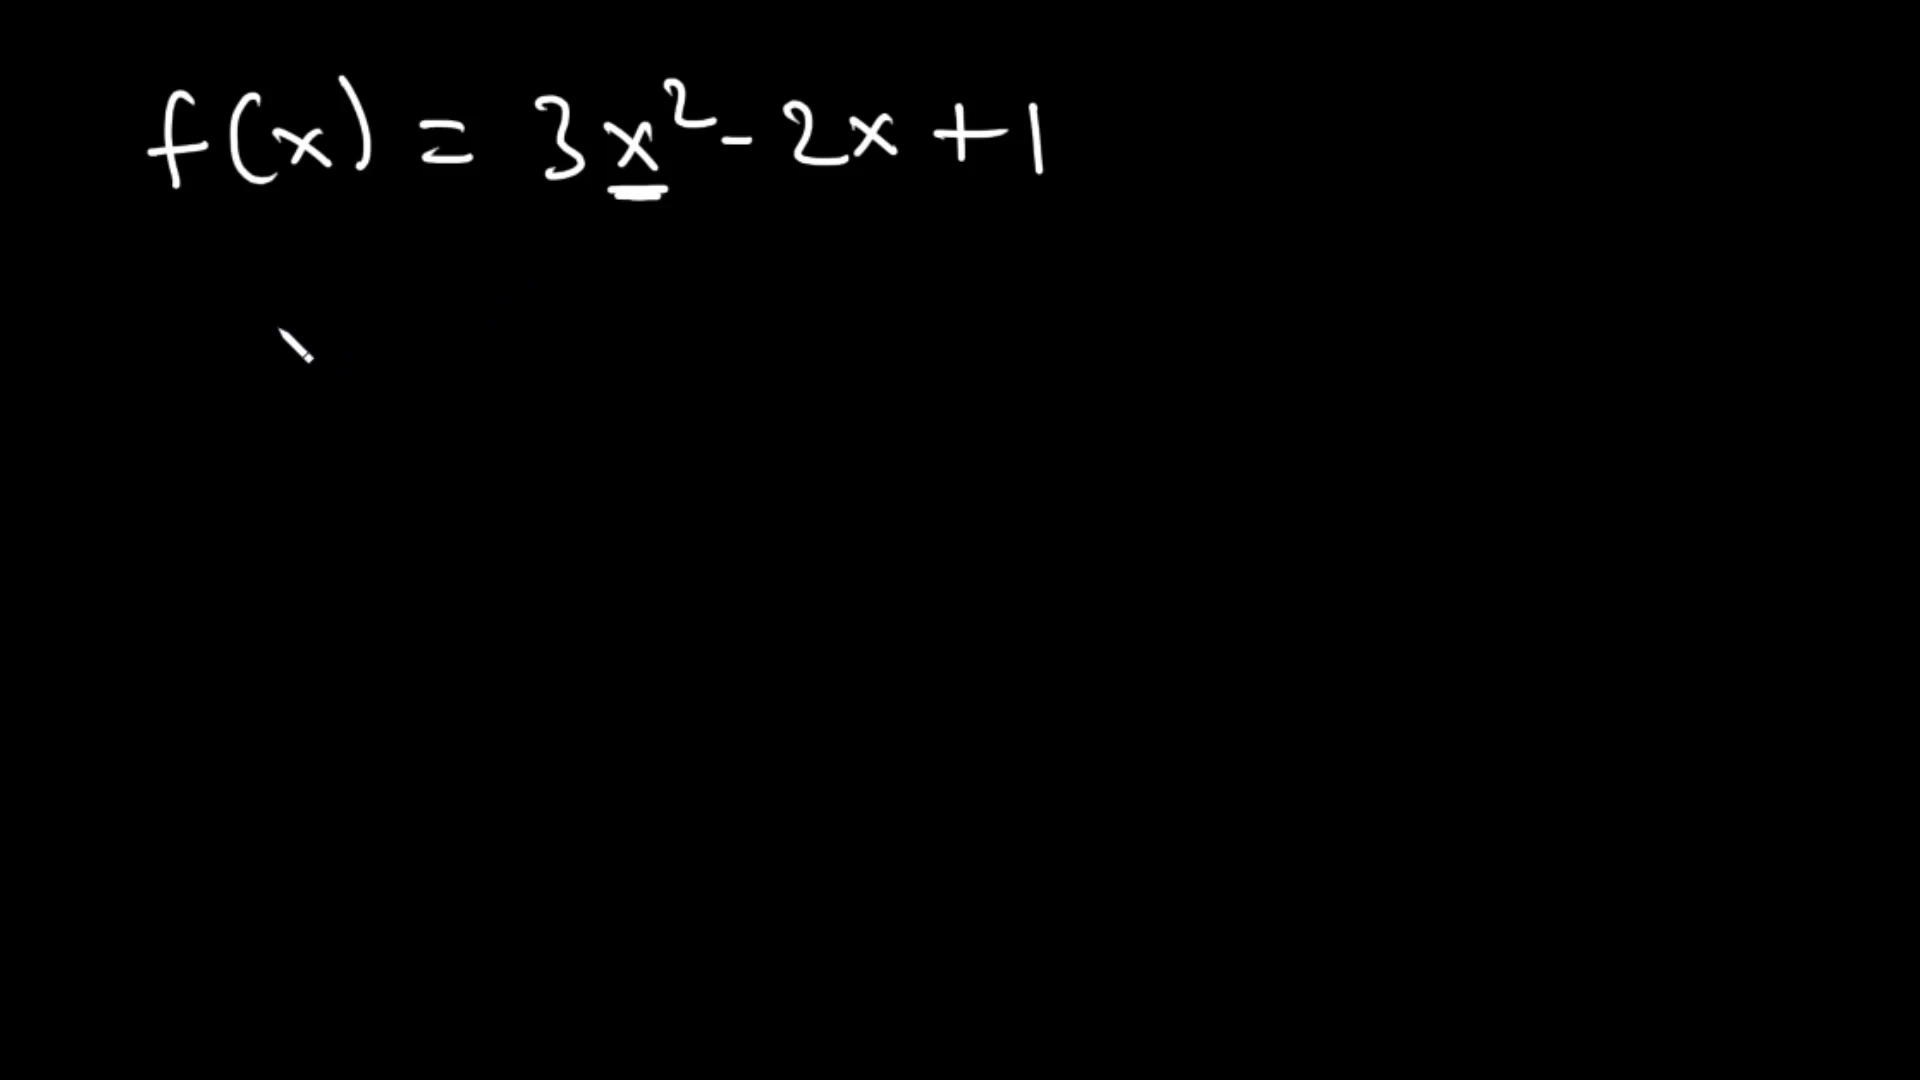 f(x) = 3x² - 2x + 1